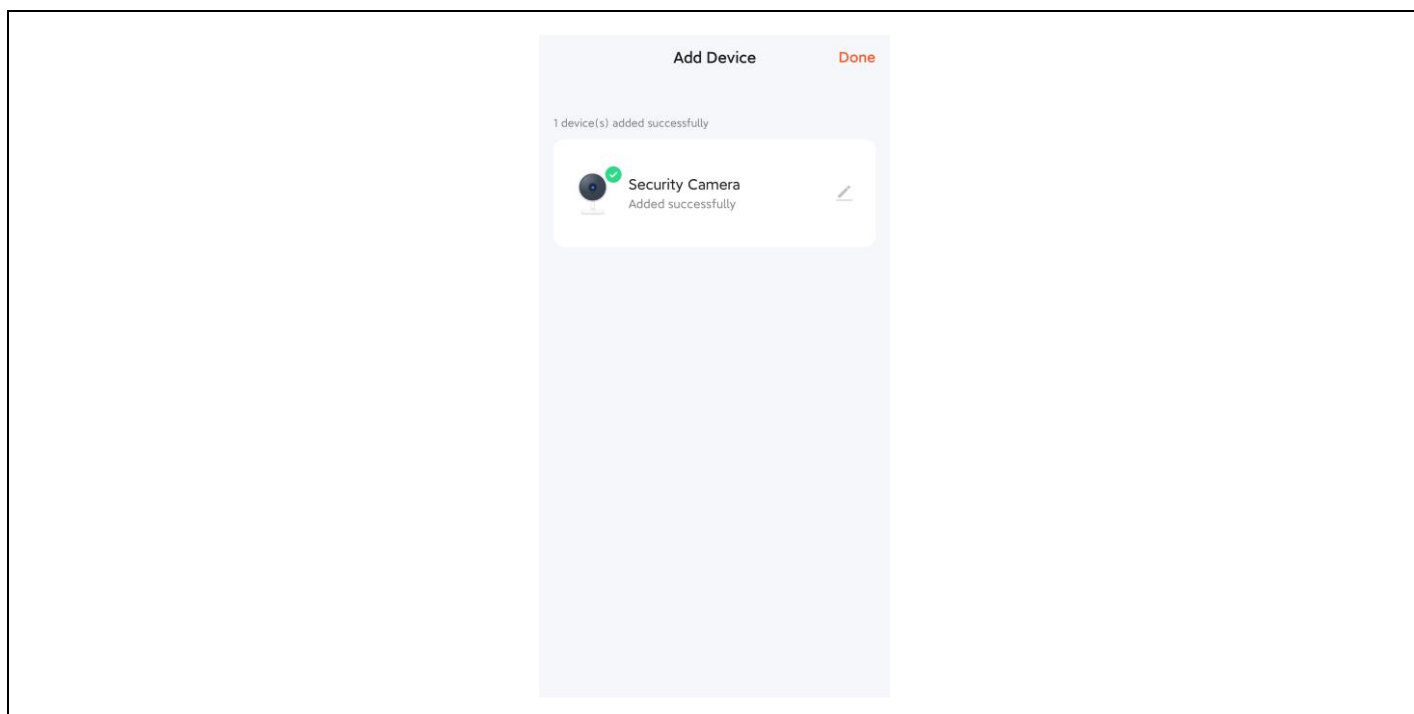 Add Device
Done
1 device(s) added successfully
Security Camera
Added successfully